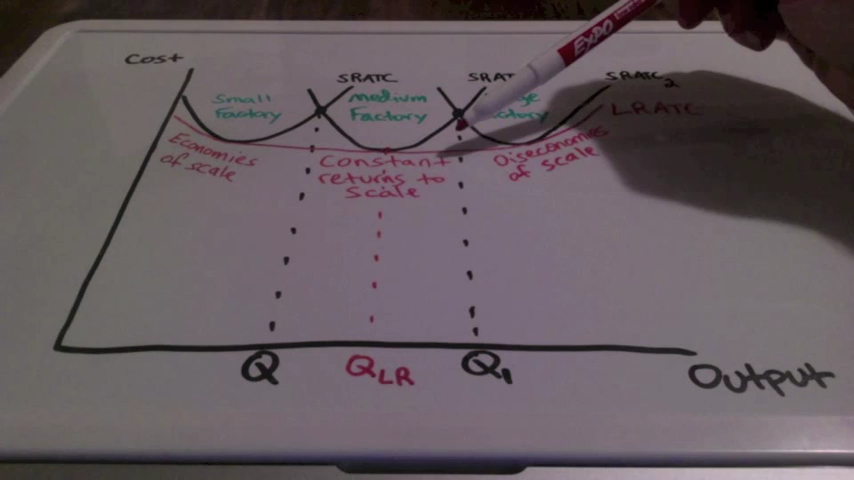 Cost
SRATC
SRAT
SRATC2
EXPO
Small
Factory
medium
Factory
LRATC
Economies
of scale
Constant
returns to
Scale
Diseconomies
of scale
Q
QLR
Q1
Output